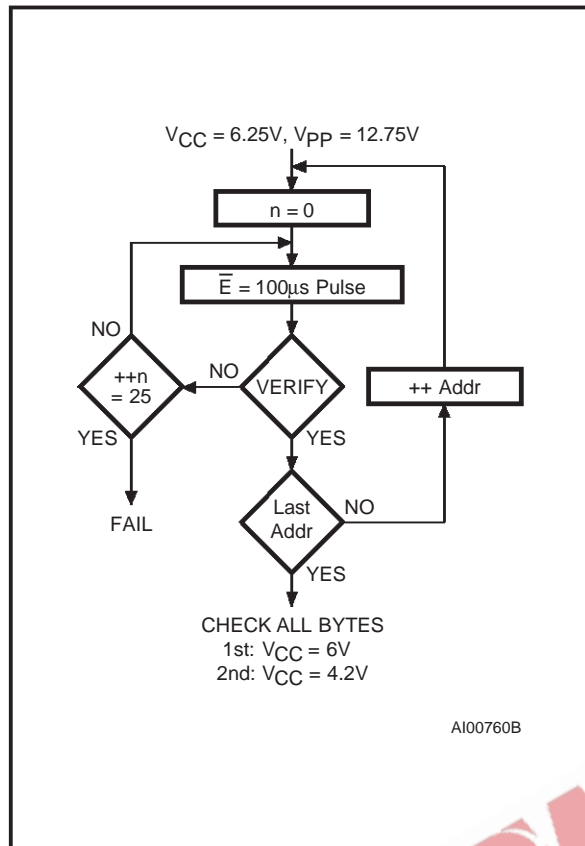 VCC = 6.25V, VPP = 12.75V
n = 0
E̅ = 100μs Pulse
NO
++n
= 25
NO
VERIFY
++ Addr
YES
YES
Last
Addr
NO
FAIL
YES
CHECK ALL BYTES
1st: VCC = 6V
2nd: VCC = 4.2V
AI00760B